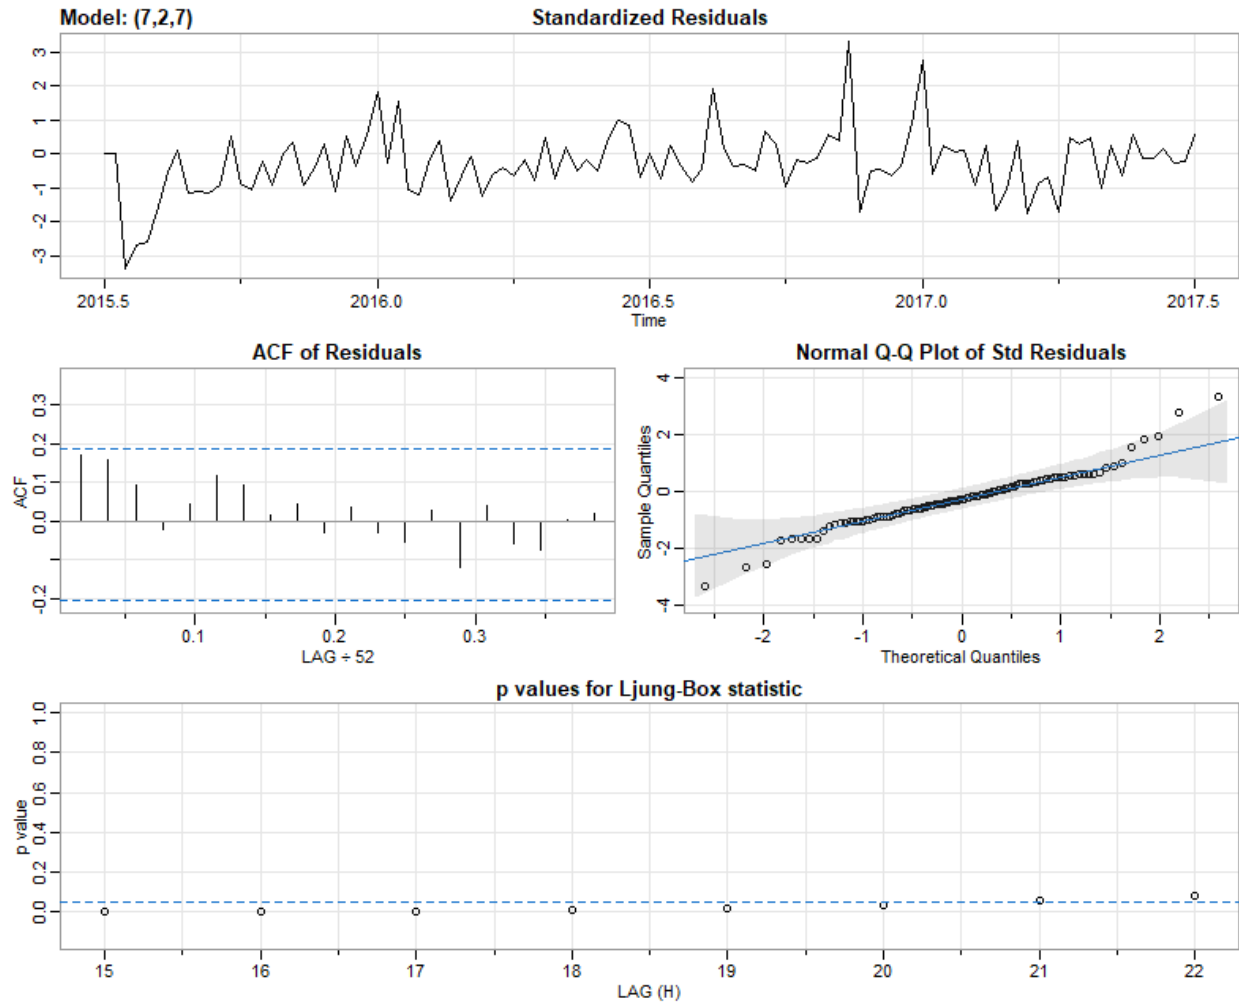 Model: (7,2,7) Standardized Residuals
3
2
1
0
-1
-2
-3
2015.5 2016.0 2016.5 2017.0 2017.5
Time
ACF of Residuals
ACF
0.3
0.2
0.1
0.0
-0.2
0.1 0.2 0.3
LAG ÷ 52
Normal Q-Q Plot of Std Residuals
Sample Quantiles
4
2
0
-2
-4
-2 -1 0 1 2
Theoretical Quantiles
p values for Ljung-Box statistic
p value
1.0
0.8
0.6
0.4
0.2
0.0
15 16 17 18 19 20 21 22
LAG (H)